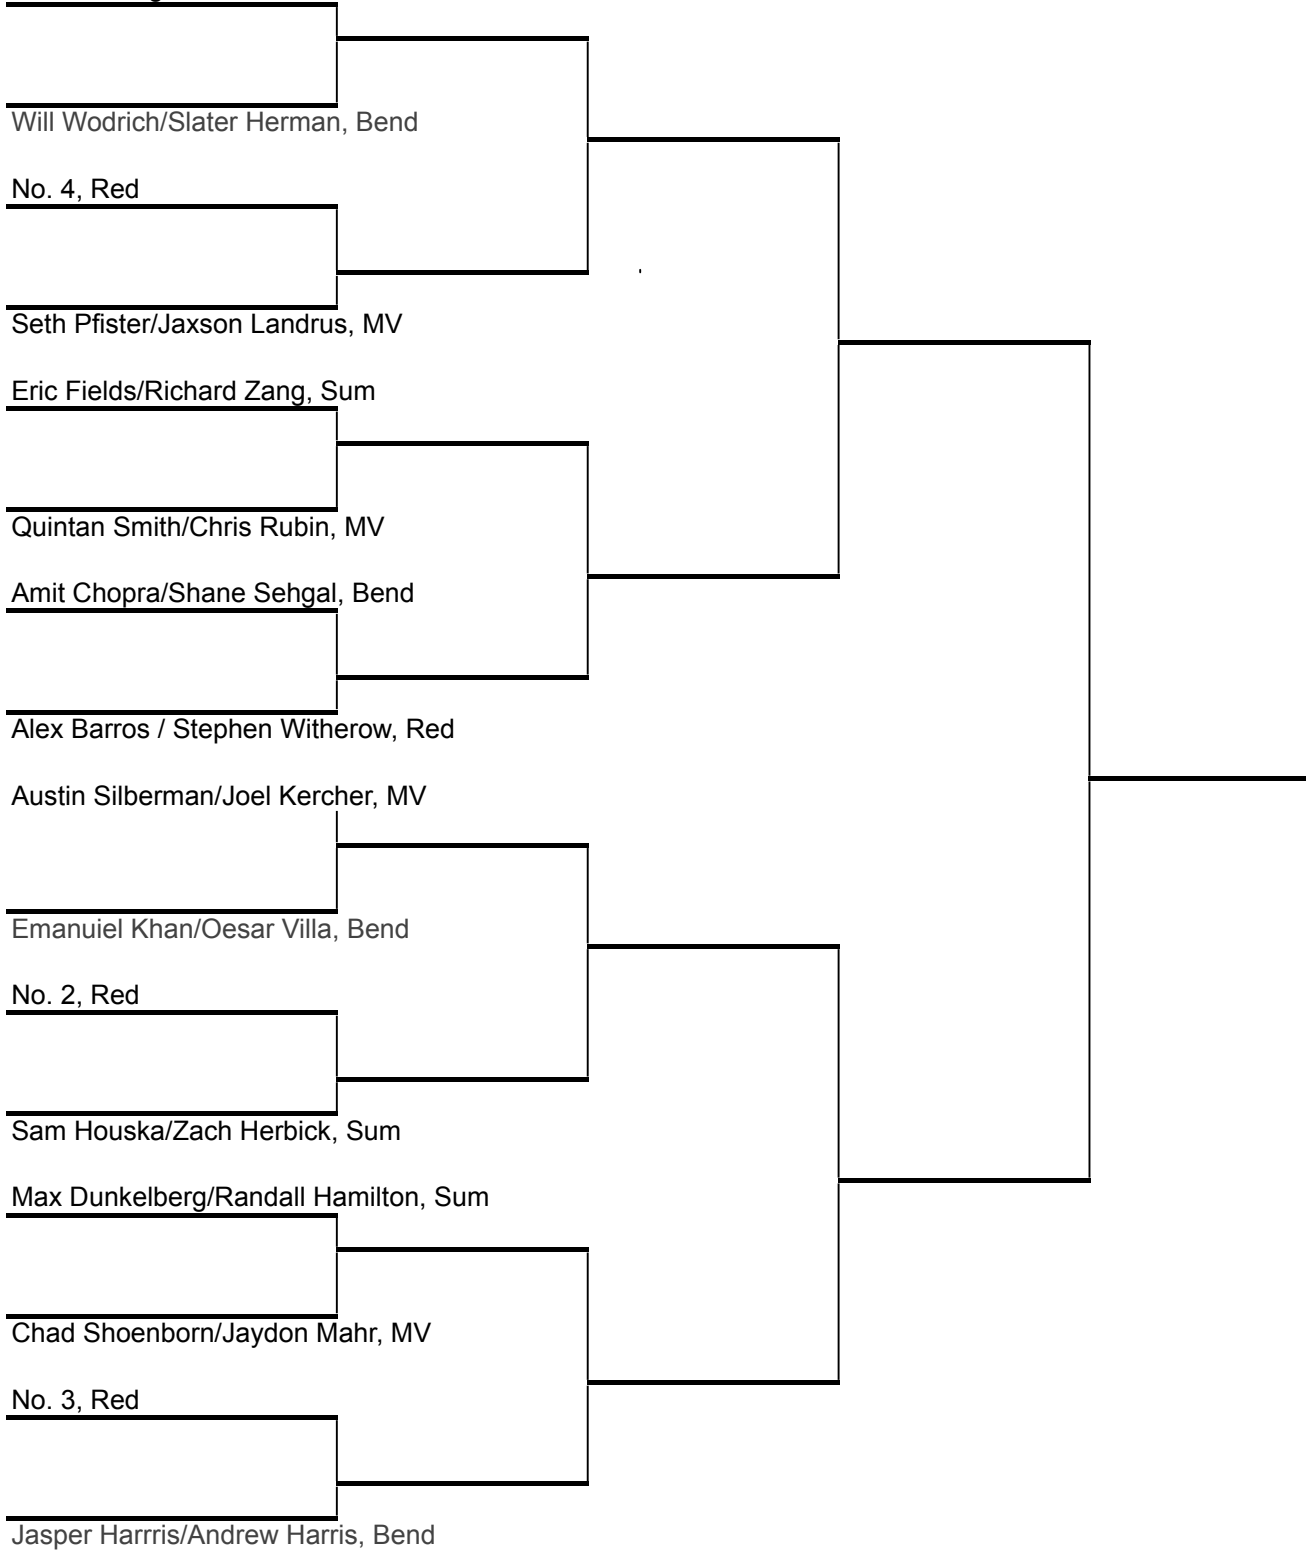 Will Wodrich/Slater Herman, Bend
No. 4, Red
Seth Pfister/Jaxson Landrus, MV
Eric Fields/Richard Zang, Sum
Quintan Smith/Chris Rubin, MV
Amit Chopra/Shane Sehgal, Bend
Alex Barros / Stephen Witherow, Red
Austin Silberman/Joel Kercher, MV
Emanuiel Khan/Oesar Villa, Bend
No. 2, Red
Sam Houska/Zach Herbick, Sum
Max Dunkelberg/Randall Hamilton, Sum
Chad Shoenborn/Jaydon Mahr, MV
No. 3, Red
Jasper Harrris/Andrew Harris, Bend